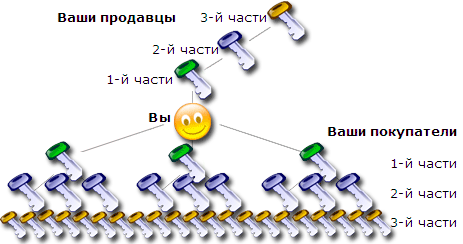 Ваши продавцы
3-й части
2-й части
1-й части
Вы
Ваши покупатели
1-й части
2-й части
3-й части